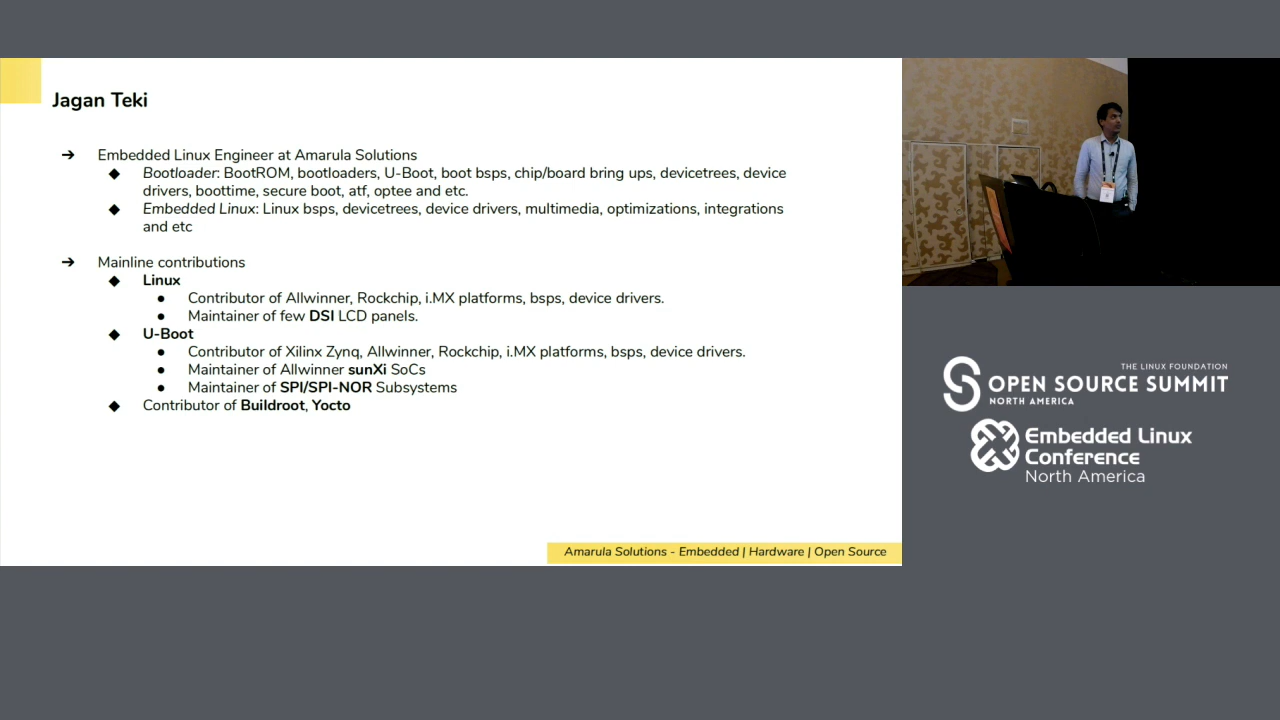 Jagan Teki
➔ Embedded Linux Engineer at Amarula Solutions
◆ Bootloader: BootROM, bootloaders, U-Boot, boot bsps, chip/board bring ups, devicetrees, device
drivers, boottime, secure boot, atf, optee and etc.
◆ Embedded Linux: Linux bsps, devicetrees, device drivers, multimedia, optimizations, integrations
and etc
➔ Mainline contributions
◆ Linux
● Contributor of Allwinner, Rockchip, i.MX platforms, bsps, device drivers.
● Maintainer of few DSI LCD panels.
◆ U-Boot
● Contributor of Xilinx Zynq, Allwinner, Rockchip, i.MX platforms, bsps, device drivers.
● Maintainer of Allwinner sunXi SoCs
● Maintainer of SPI/SPI-NOR Subsystems
◆ Contributor of Buildroot, Yocto
Amarula Solutions - Embedded | Hardware | Open Source
THE LINUX FOUNDATION
OPEN SOURCE SUMMIT
NORTH AMERICA
Embedded Linux
Conference
North America